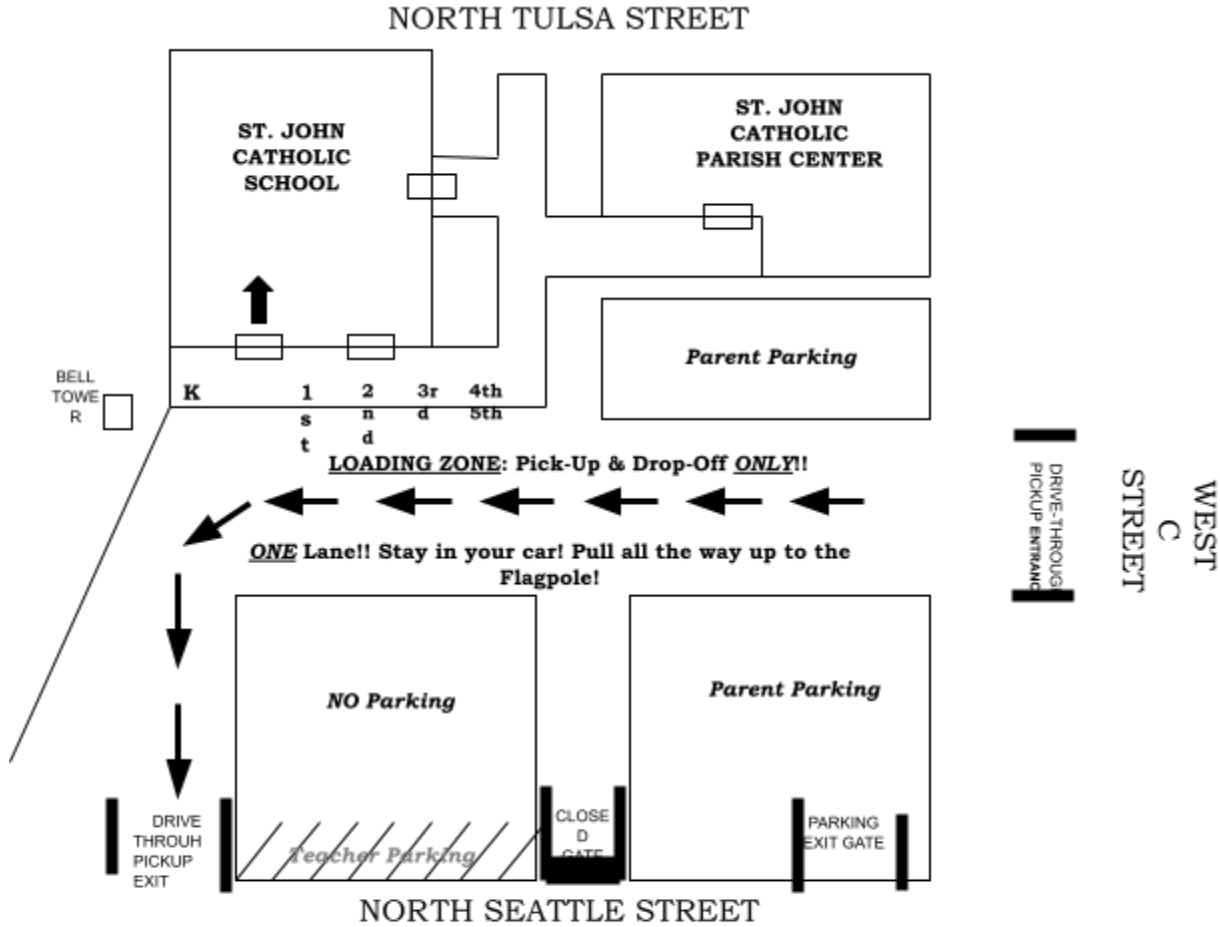 NORTH TULSA STREET
ST. JOHN
CATHOLIC
SCHOOL
ST. JOHN
CATHOLIC
PARISH CENTER
Parent Parking
BELL
TOWE
R
K
1
s
t
2
n
d
3r
d
4th
5th
LOADING ZONE: Pick-Up & Drop-Off ONLY!!
ONE Lane!! Stay in your car! Pull all the way up to the
Flagpole!
DRIVE-THROUGH
PICKUP ENTRANC
WEST
C
STREET
NO Parking
Parent Parking
Teacher Parking
DRIVE
THROUH
PICKUP
EXIT
CLOSE
D
GATE
PARKING
EXIT GATE
NORTH SEATTLE STREET